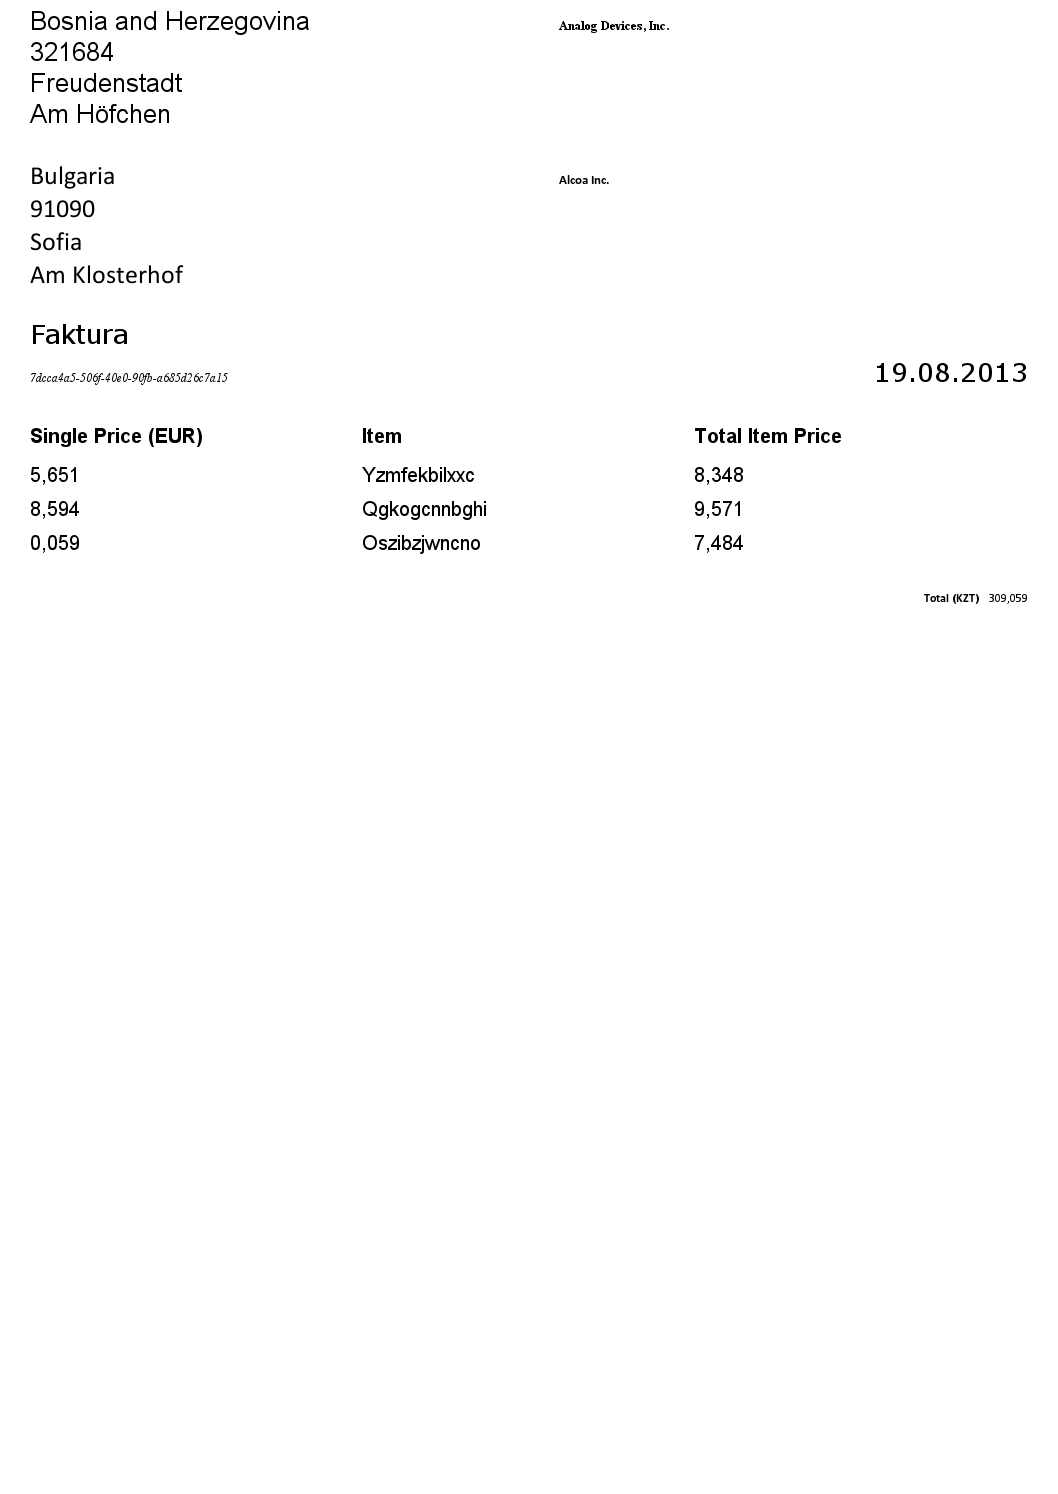 Bosnia and Herzegovina
321684
Freudenstadt
Am Höfchen
Analog Devices, Inc.
Bulgaria
91090
Sofia
Am Klosterhof
Alcoa Inc.
Faktura
7dcca4a5-506f-40e0-90fb-a685d26c7a15
19.08.2013
Single Price (EUR) Item Total Item Price
5,651 Yzmfekbilxxc 8,348
8,594 Qgkogcnnbghi 9,571
0,059 Oszibzjwncno 7,484
Total (KZT) 309,059